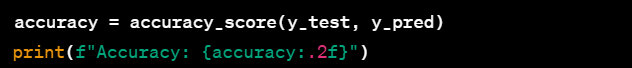 accuracy = accuracy_score(y_test, y_pred)
print(f"Accuracy: {accuracy:.2f}")